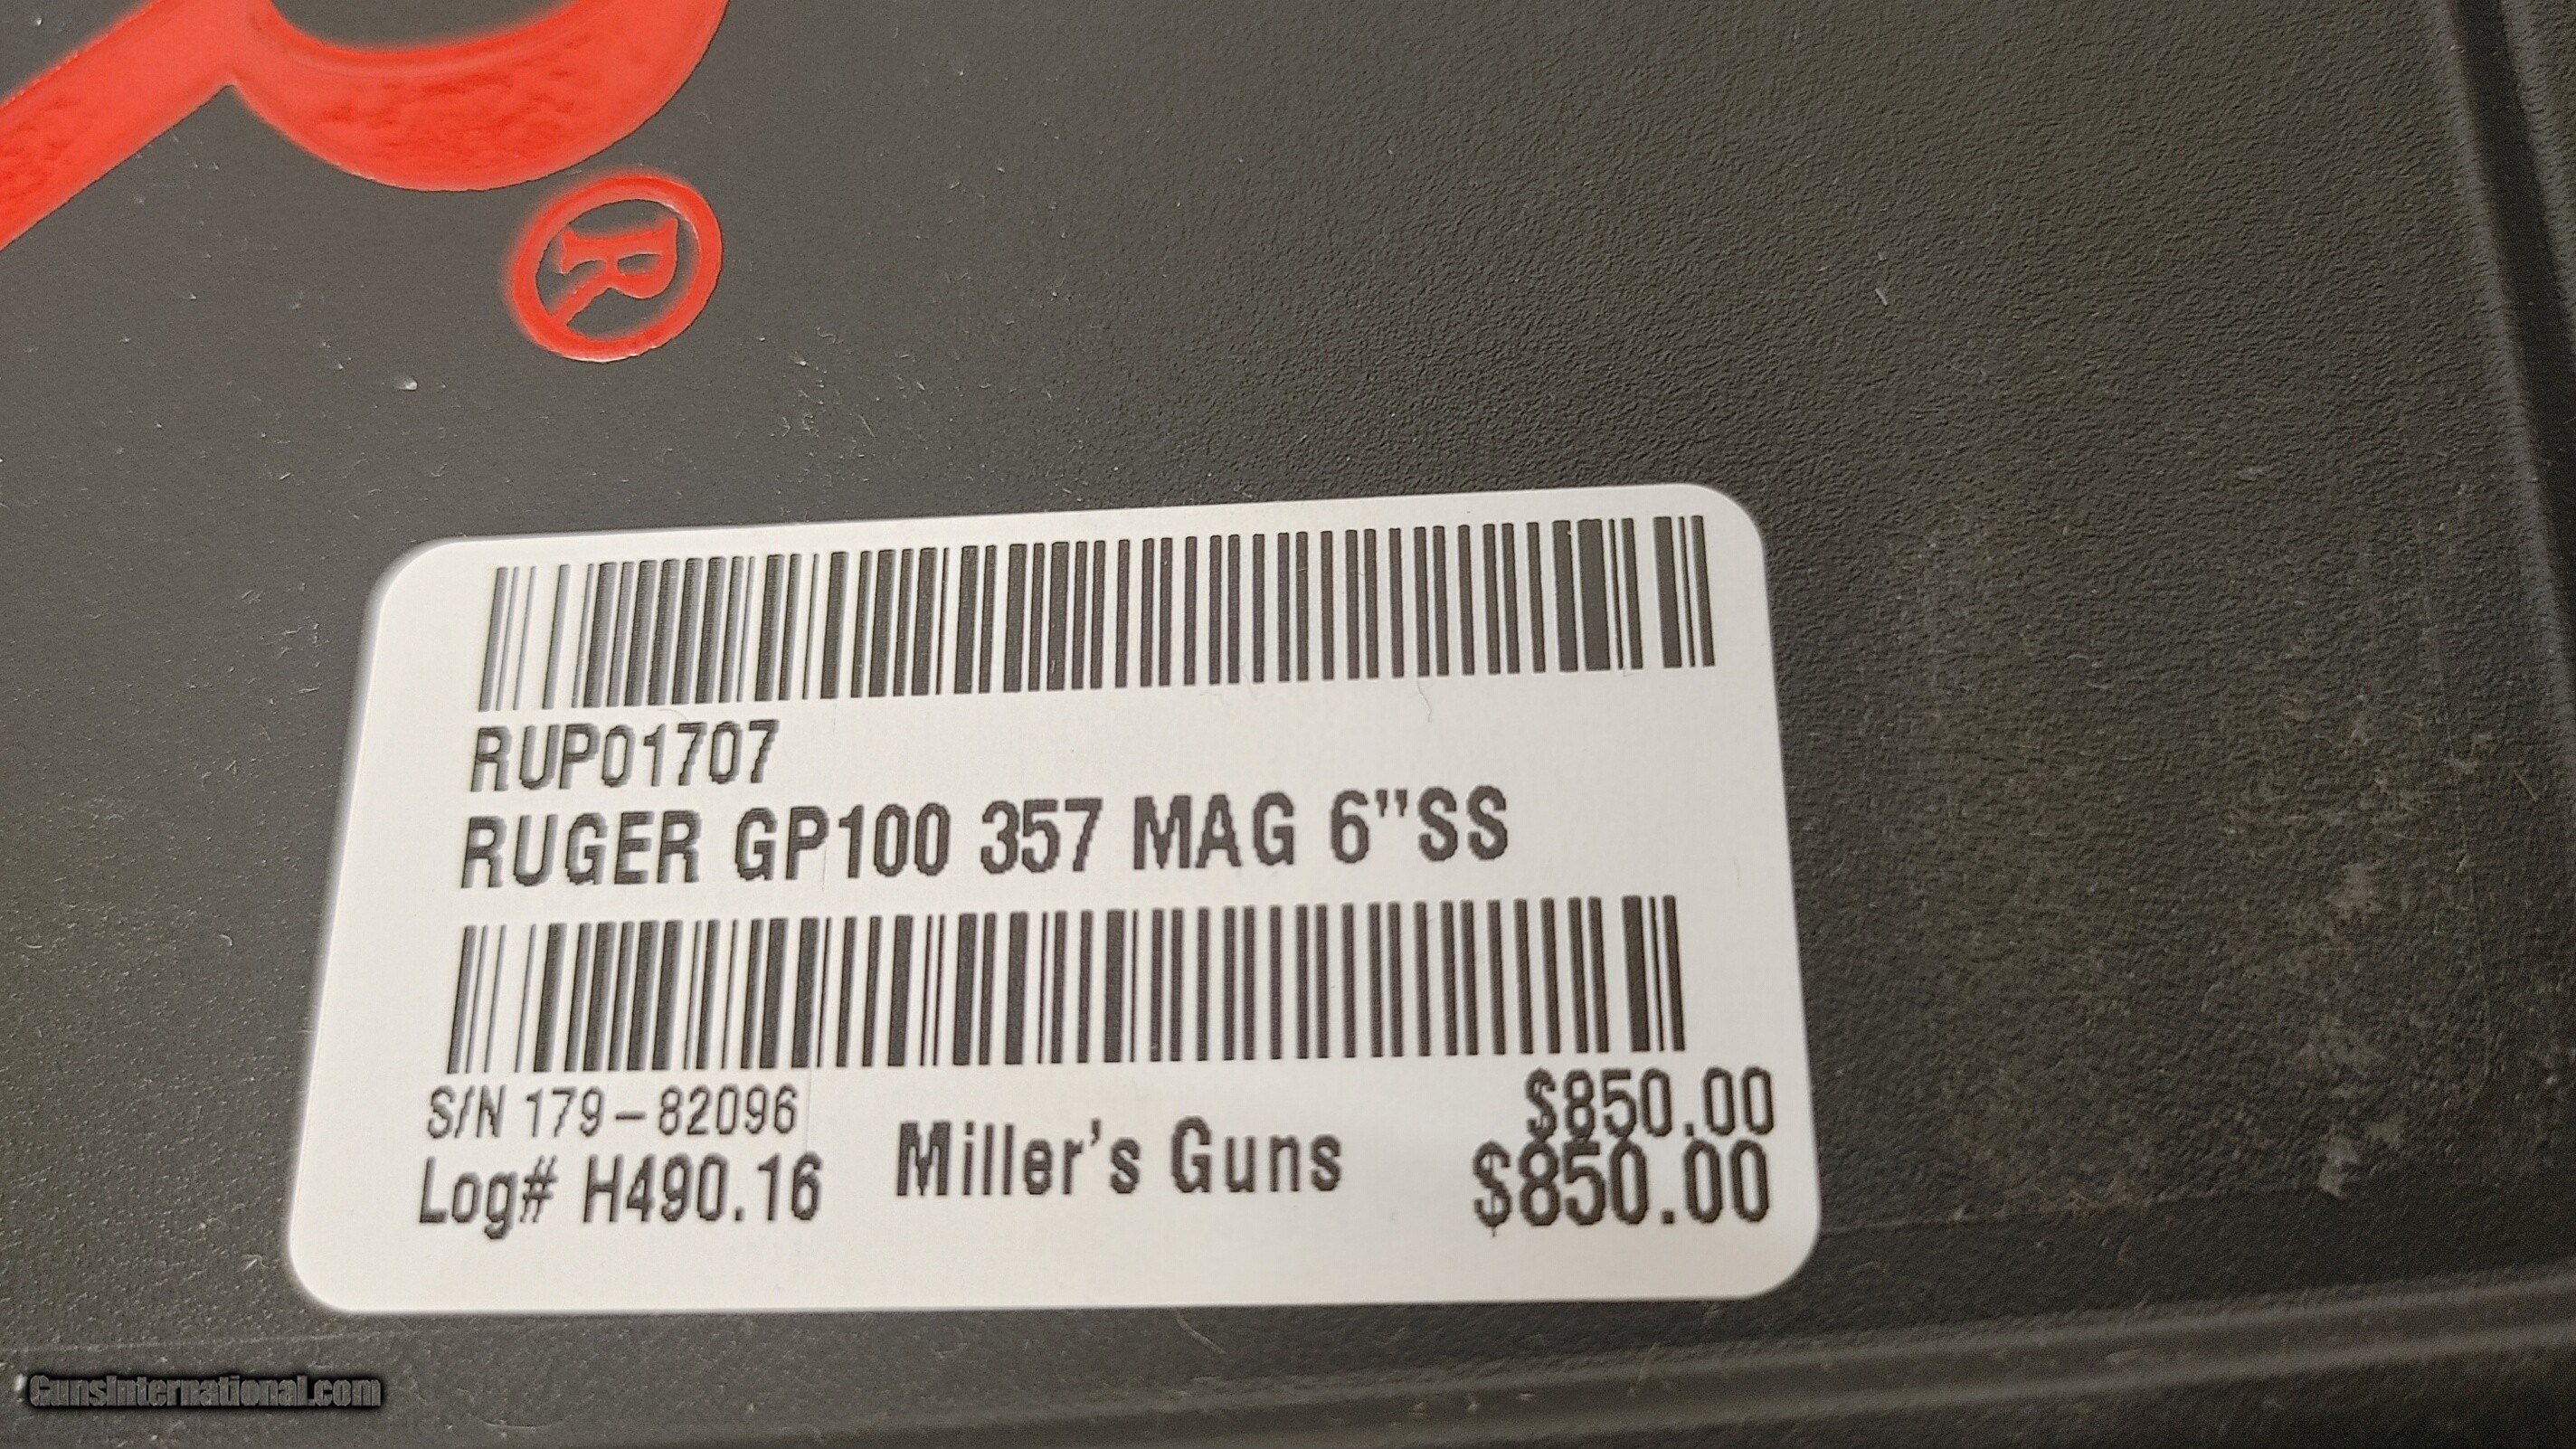 ®
RUP01707
RUGER GP100 357 MAG 6"SS
S/N 179-82096
$850.00
Log# H490.16
Miller's Guns
$850.00
GunsInternational.com